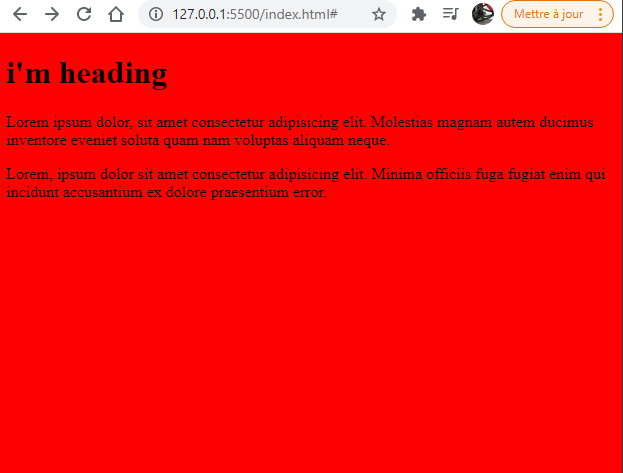 127.0.0.1:5500/index.html#
Mettre à jour
i'm heading
Lorem ipsum dolor, sit amet consectetur adipisicing elit. Molestias magnam autem ducimus
inventore eveniet soluta quam nam voluptas aliquam neque.
Lorem, ipsum dolor sit amet consectetur adipisicing elit. Minima officiis fuga fugiat enim qui
incidunt accusantium ex dolore praesentium error.